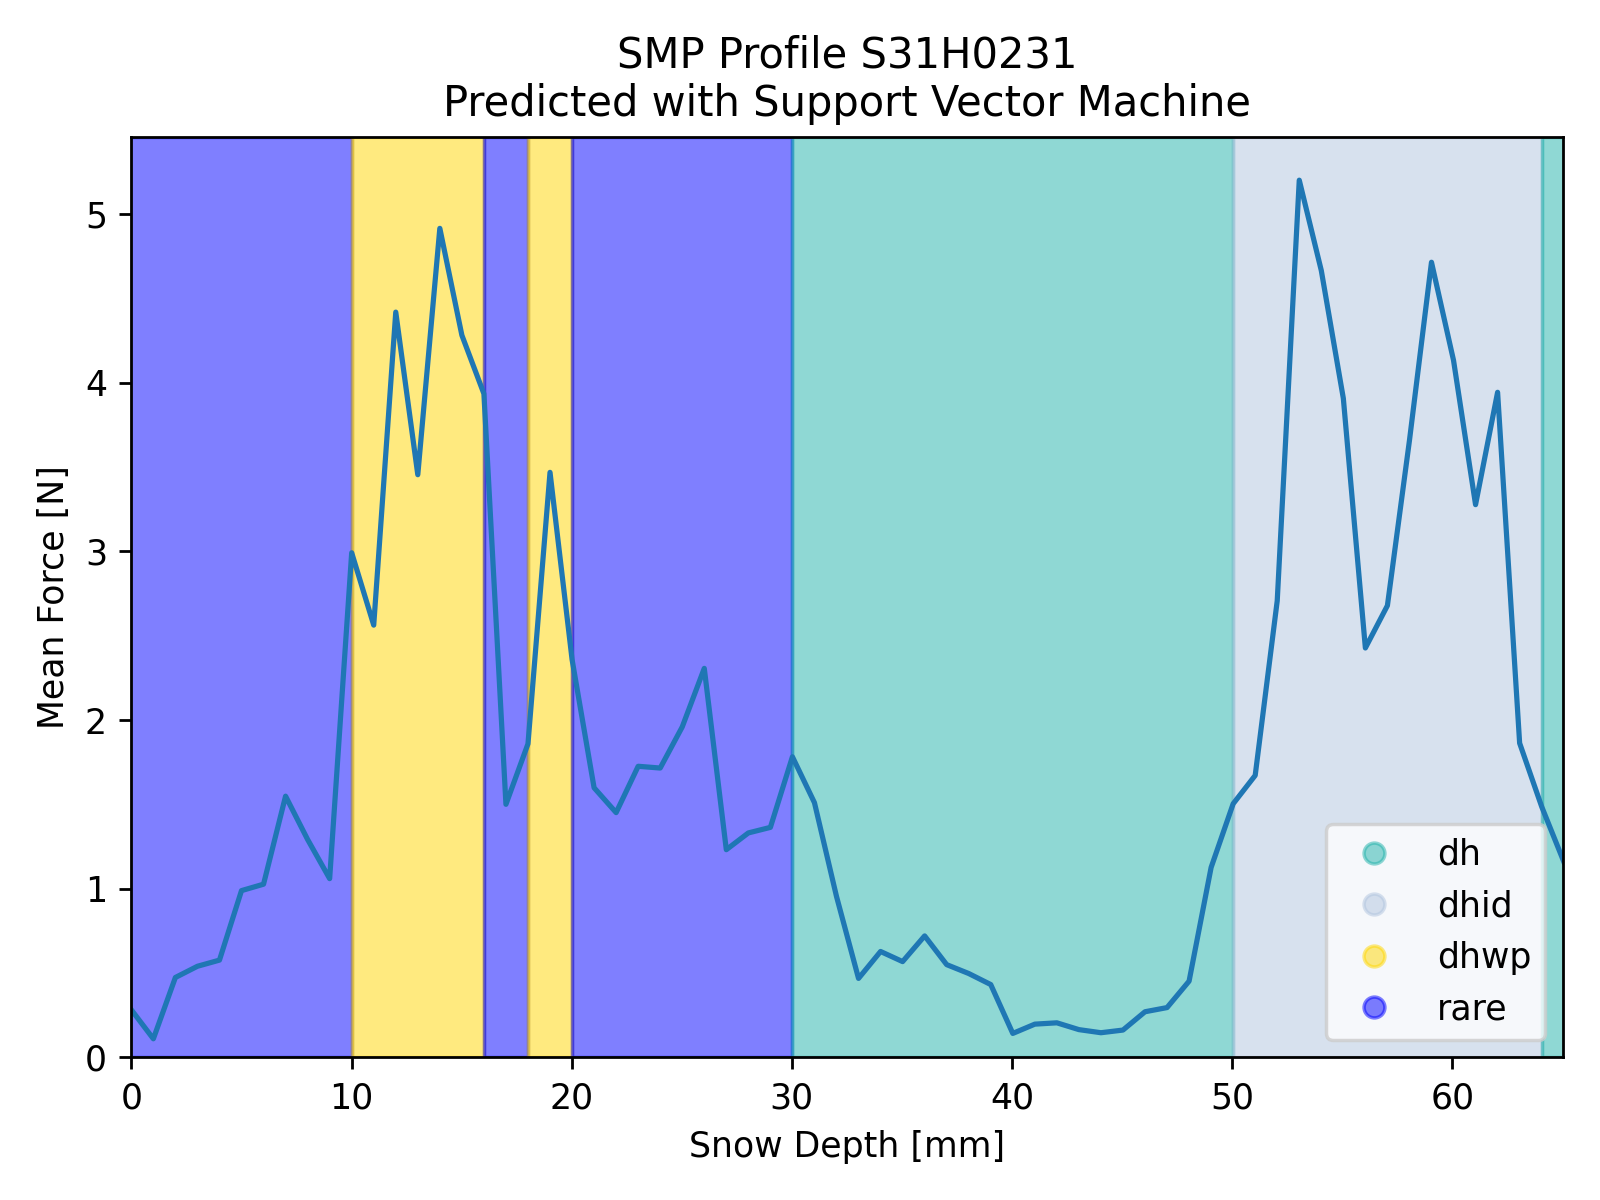 SMP Profile S31H0231
Predicted with Support Vector Machine
Mean Force [N]
5
4
3
2
1
0
0 10 20 30 40 50 60
Snow Depth [mm]
dh
dhid
dhwp
rare